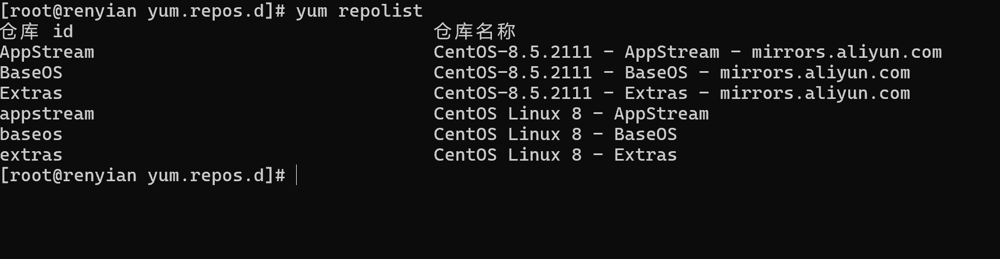 [root@renyian yum.repos.d]# yum repolist
仓库 id 仓库名称
AppStream CentOS-8.5.2111 - AppStream - mirrors.aliyun.com
BaseOS CentOS-8.5.2111 - BaseOS - mirrors.aliyun.com
Extras CentOS-8.5.2111 - Extras - mirrors.aliyun.com
appstream CentOS Linux 8 - AppStream
baseos CentOS Linux 8 - BaseOS
extras CentOS Linux 8 - Extras
[root@renyian yum.repos.d]#